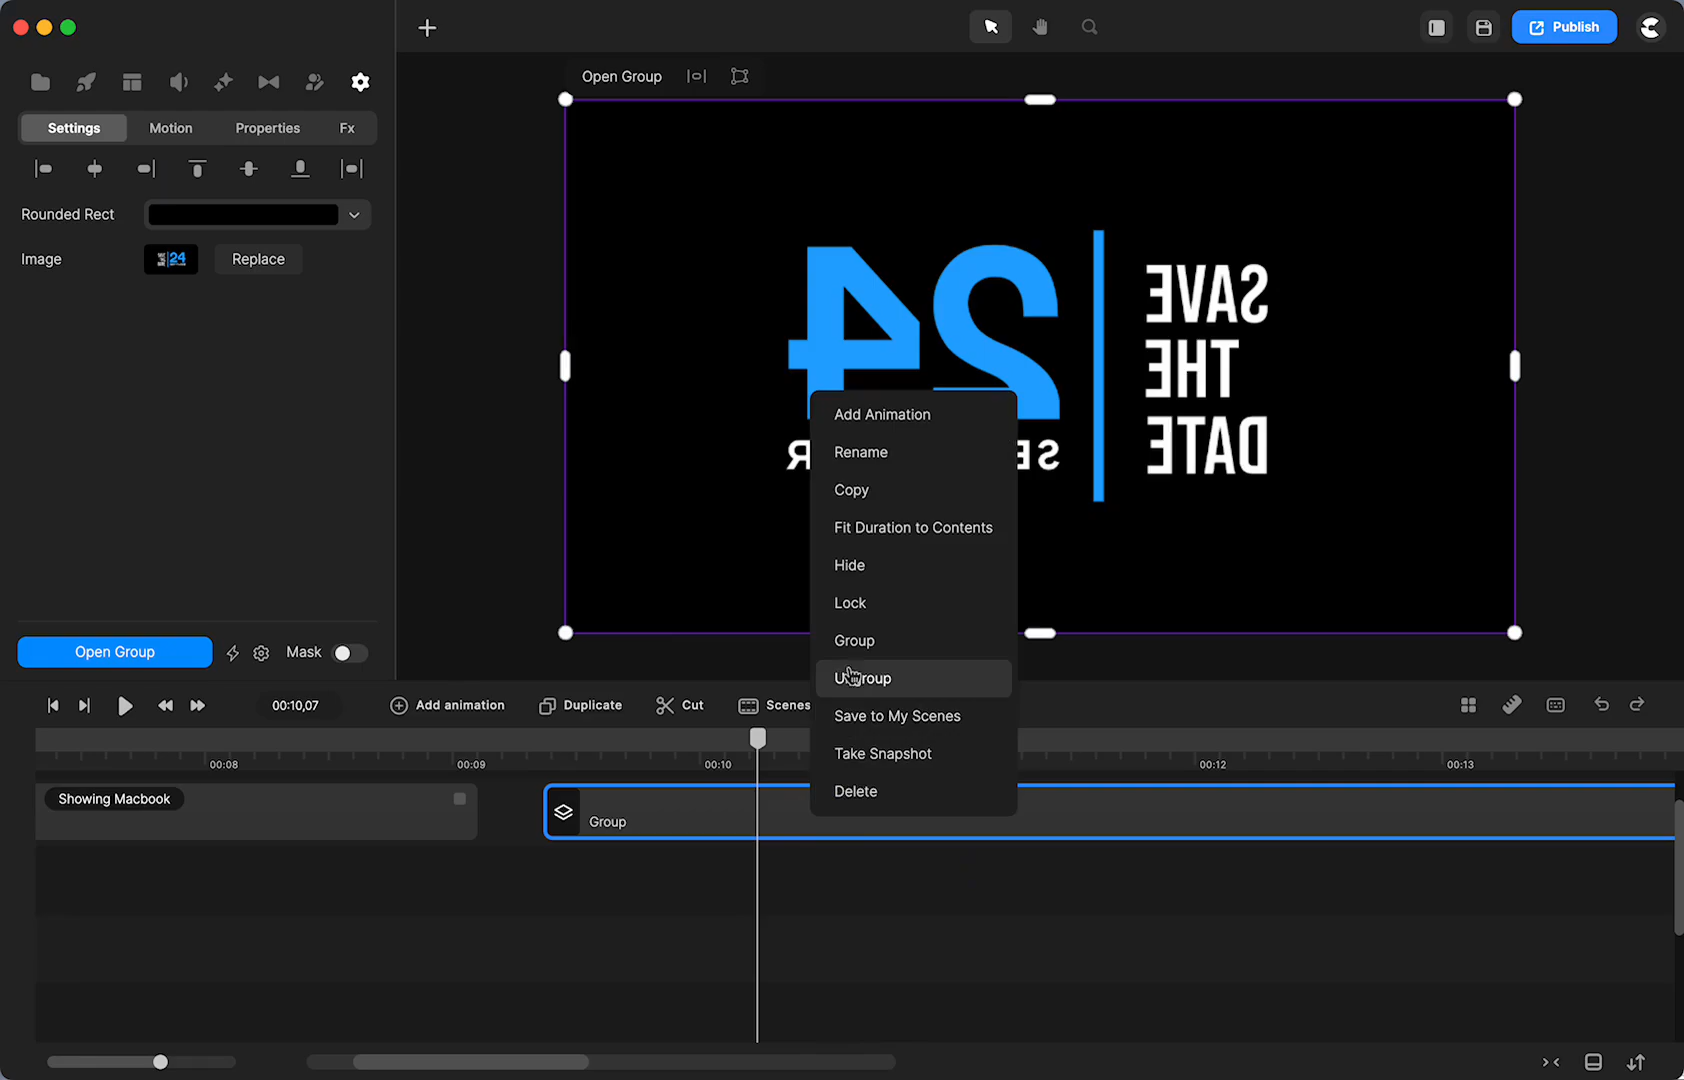 Publish
Open Group
Settings Motion Properties Fx
Rounded Rect
Image 24 Replace
SAVE
THE
DATE
24
Add Animation
Rename
Copy
Fit Duration to Contents
Hide
Lock
Group
Ungroup
Save to My Scenes
Take Snapshot
Delete
Open Group Mask
00:10,07 Add animation Duplicate Cut Scenes
00:08 00:09 00:10 00:12 00:13
Showing Macbook
Group